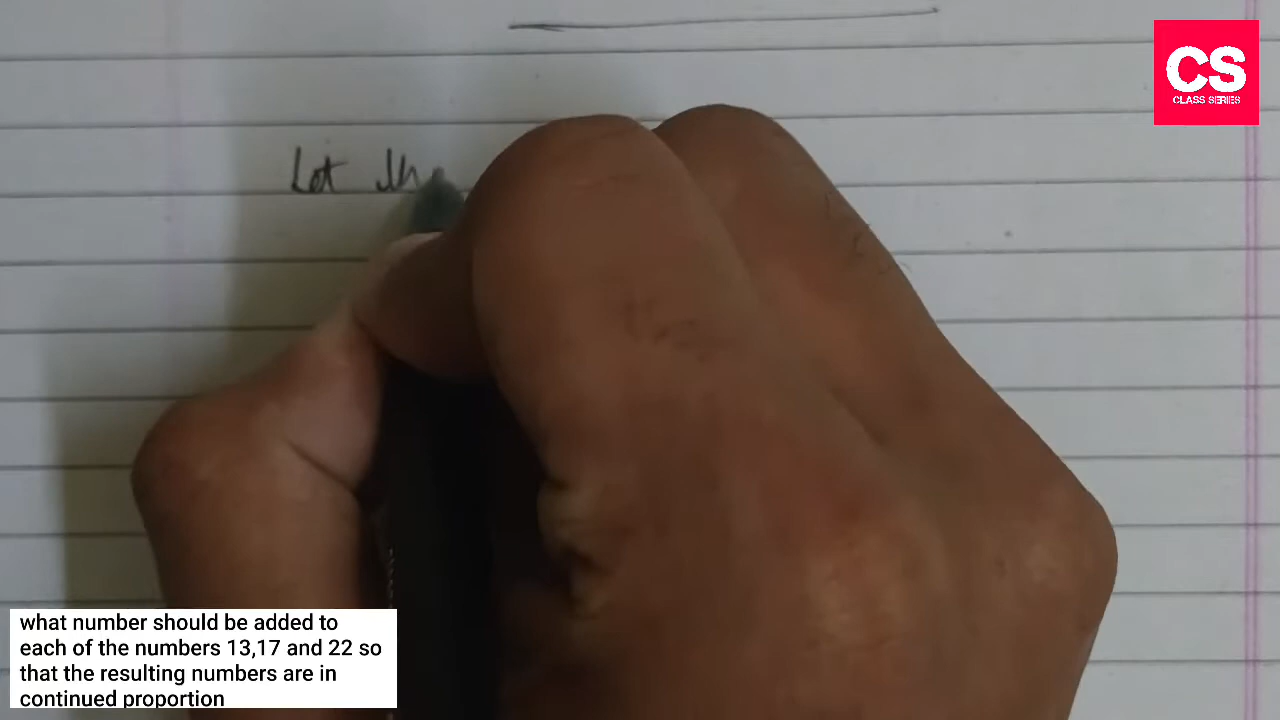 CS
CLASS SERIES
Let th
what number should be added to
each of the numbers 13,17 and 22 so
that the resulting numbers are in
continued proportion